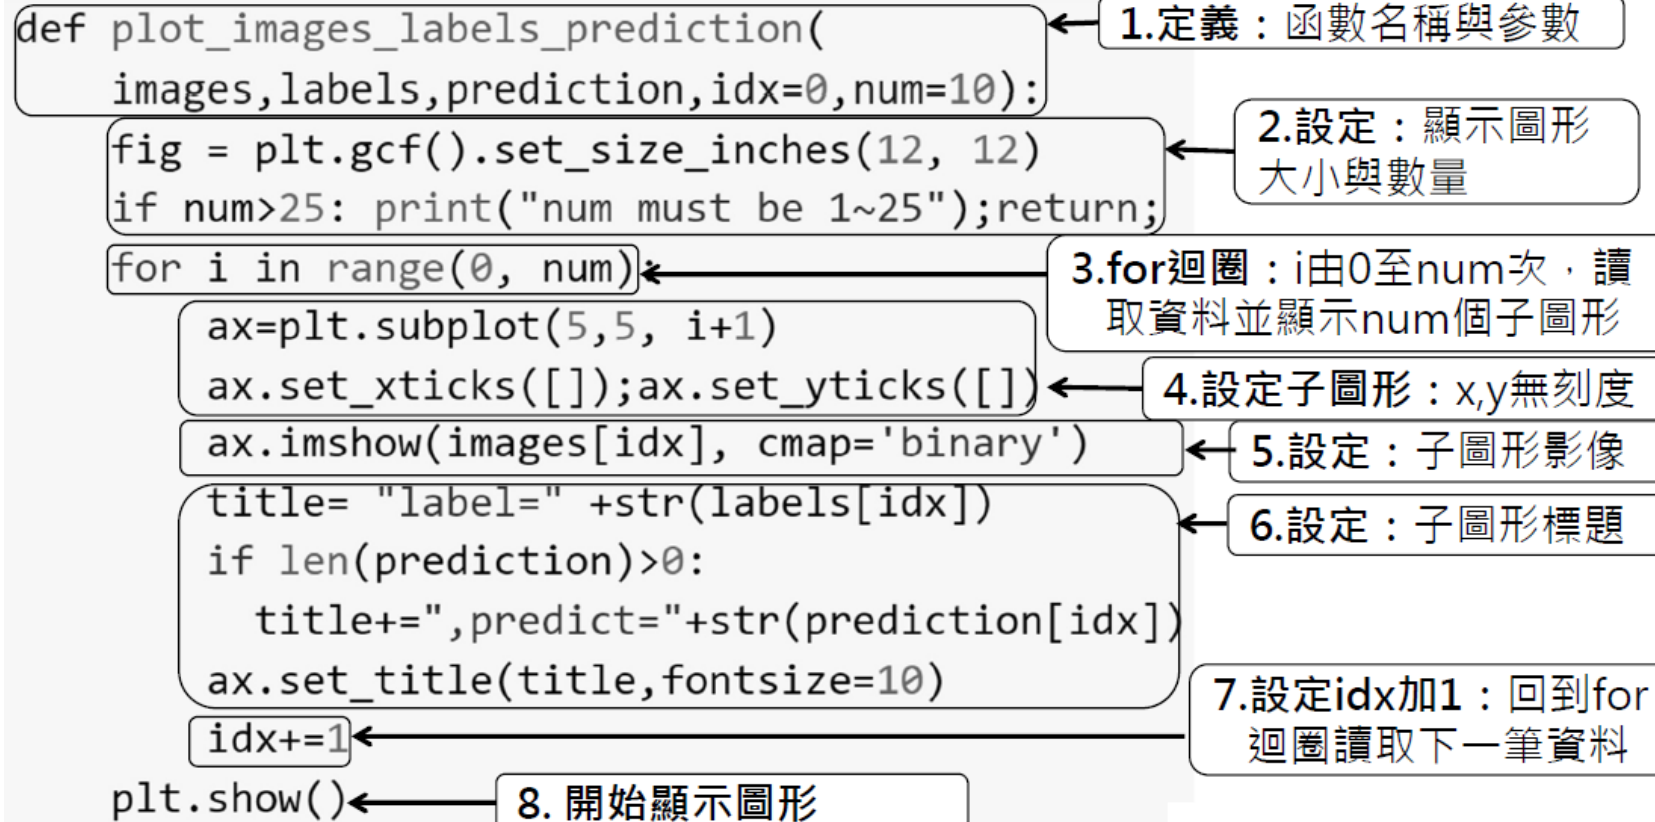 def plot_images_labels_prediction(
1.定義：函數名稱與參數
images,labels,prediction,idx=0,num=10):
2.設定：顯示圖形
大小與數量
fig = plt.gcf().set_size_inches(12, 12)
if num>25: print("num must be 1~25");return;
for i in range(0, num):
3.for迴圈：i由0至num次，讀
取資料並顯示num個子圖形
ax=plt.subplot(5,5, i+1)
ax.set_xticks([]);ax.set_yticks([])
4.設定子圖形：x,y無刻度
ax.imshow(images[idx], cmap='binary')
5.設定：子圖形影像
title= "label=" +str(labels[idx])
6.設定：子圖形標題
if len(prediction)>0:
title+=",predict="+str(prediction[idx])
ax.set_title(title,fontsize=10)
7.設定idx加1：回到for
迴圈讀取下一筆資料
idx+=1
plt.show()
8. 開始顯示圖形